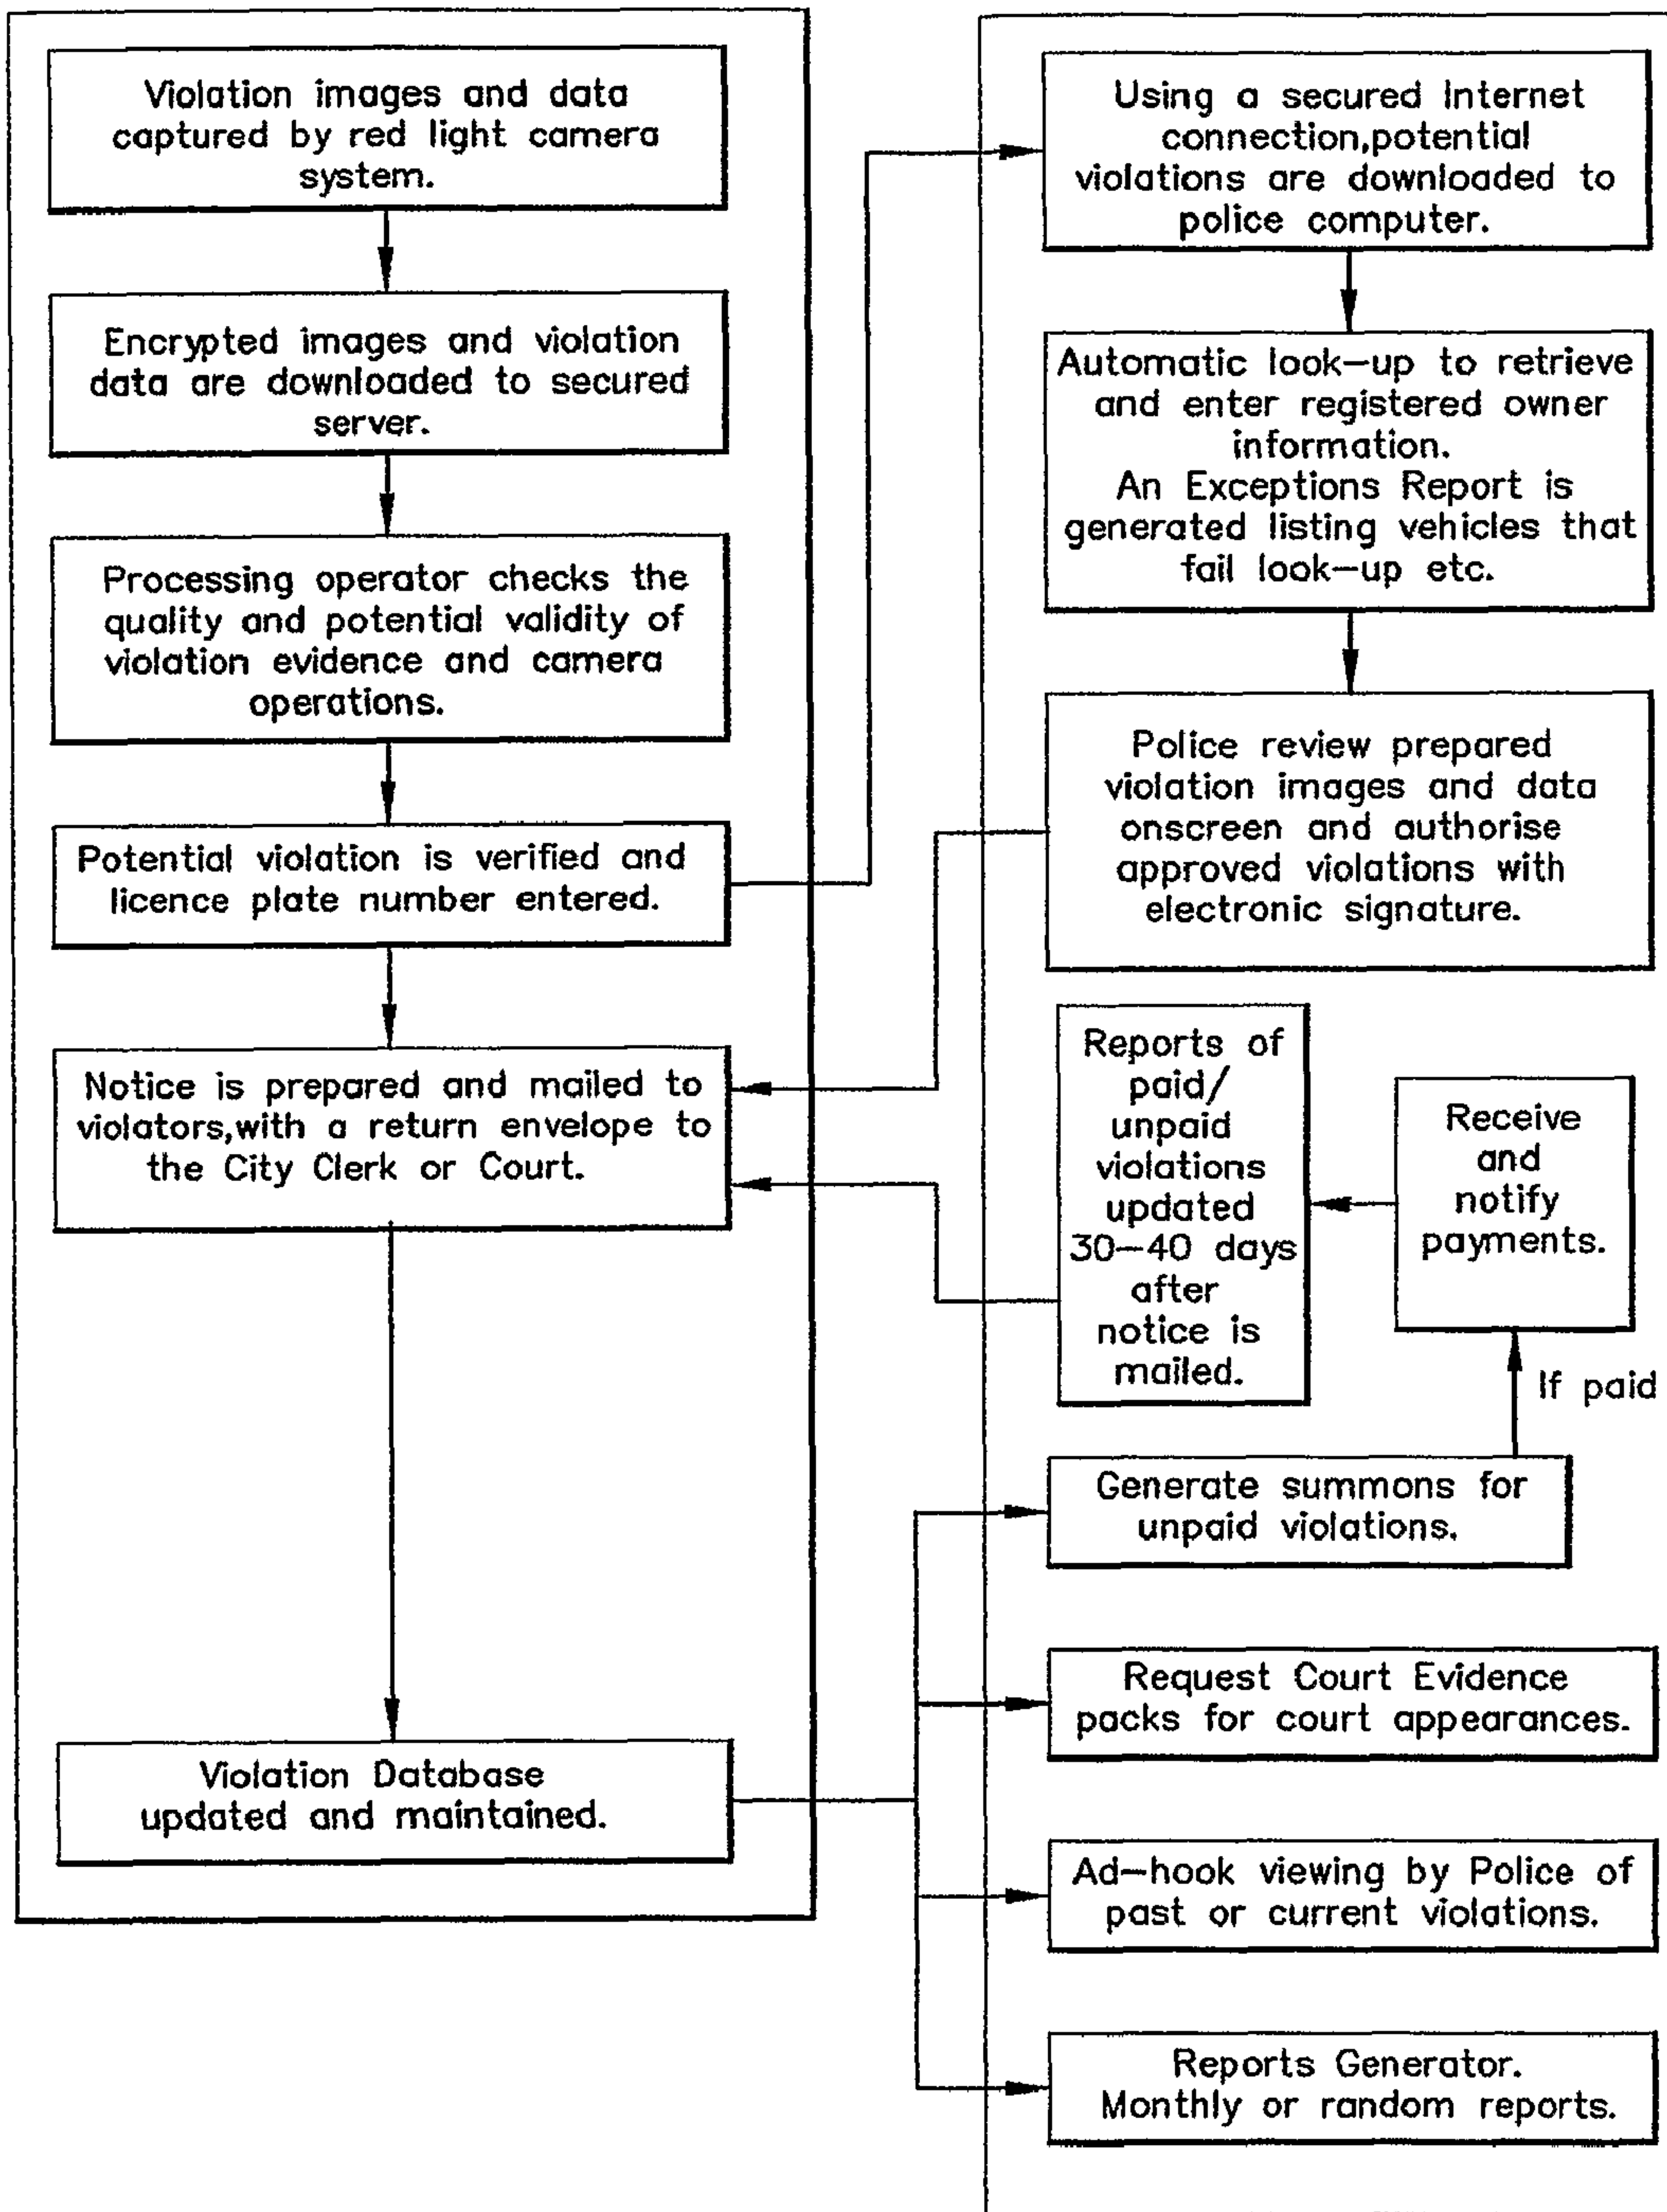 Violation images and data
captured by red light camera
system.
Encrypted images and violation
data are downloaded to secured
server.
Processing operator checks the
quality and potential validity of
violation evidence and camera
operations.
Potential violation is verified and
licence plate number entered.
Notice is prepared and mailed to
violators,with a return envelope to
the City Clerk or Court.
Violation Database
updated and maintained.
Using a secured Internet
connection,potential
violations are downloaded to
police computer.
Automatic look-up to retrieve
and enter registered owner
information.
An Exceptions Report is
generated listing vehicles that
fail look-up etc.
Police review prepared
violation images and data
onscreen and authorise
approved violations with
electronic signature.
Reports of
paid/
unpaid
violations
updated
30-40 days
after
notice is
mailed.
Receive
and
notify
payments.
If paid
Generate summons for
unpaid violations.
Request Court Evidence
packs for court appearances.
Ad-hook viewing by Police of
past or current violations.
Reports Generator.
Monthly or random reports.